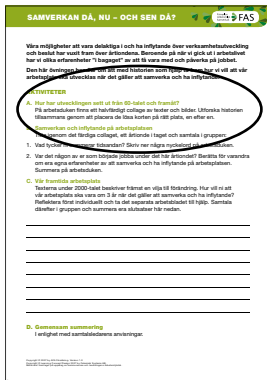 SAMVERKAN DÅ, NU – OCH SEN DÅ?
FAS
Våra möjligheter att vara delaktiga i och ha inflytande över verksamhetsutveckling
och beslut har vuxit fram över årtiondena. Beroende på när vi gick ut i arbetslivet
har vi olika erfarenheter "i bagaget" av att få vara med och påverka på jobbet.
Den här övningen handlar om att med historien som hjälp ta fram hur vi vill att vår
arbetsplats ska utvecklas när det gäller att samverka och ha inflytande.
AKTIVITETER
A. Hur har utvecklingen sett ut från 60-talet och framåt?
På arbetsduken finns ett halvfärdigt collage av texter och bilder. Utforska historien
tillsammans genom att placera de lösa korten på rätt plats, en efter en.
B. Samverkan och inflytande på arbetsplatsen
Titta igenom det färdiga collaget, ett årtionde i taget och samtala i gruppen:
1. Vad tycker ni präglar tidsandan? Skriv ner några nyckelord på arbetsduken.
2. Var det någon av er som började jobba under det här årtiondet? Berätta för varandra
om era egna erfarenheter av att samverka och ha inflytande på arbetsplatsen.
Summera på arbetsduken.
C. Vår framtida arbetsplats
Texterna under 2000-talet beskriver främst en vilja till förändring. Hur vill ni att
vår arbetsplats ska vara om 3 år när det gäller att samverka och ha inflytande?
Reflektera först individuellt och ta del separata arbetsbladet till hjälp. Samtala
därefter i gruppen och summera era slutsatser här nedan.
D. Gemensam summering
I enlighet med samtalsledarens anvisningar.